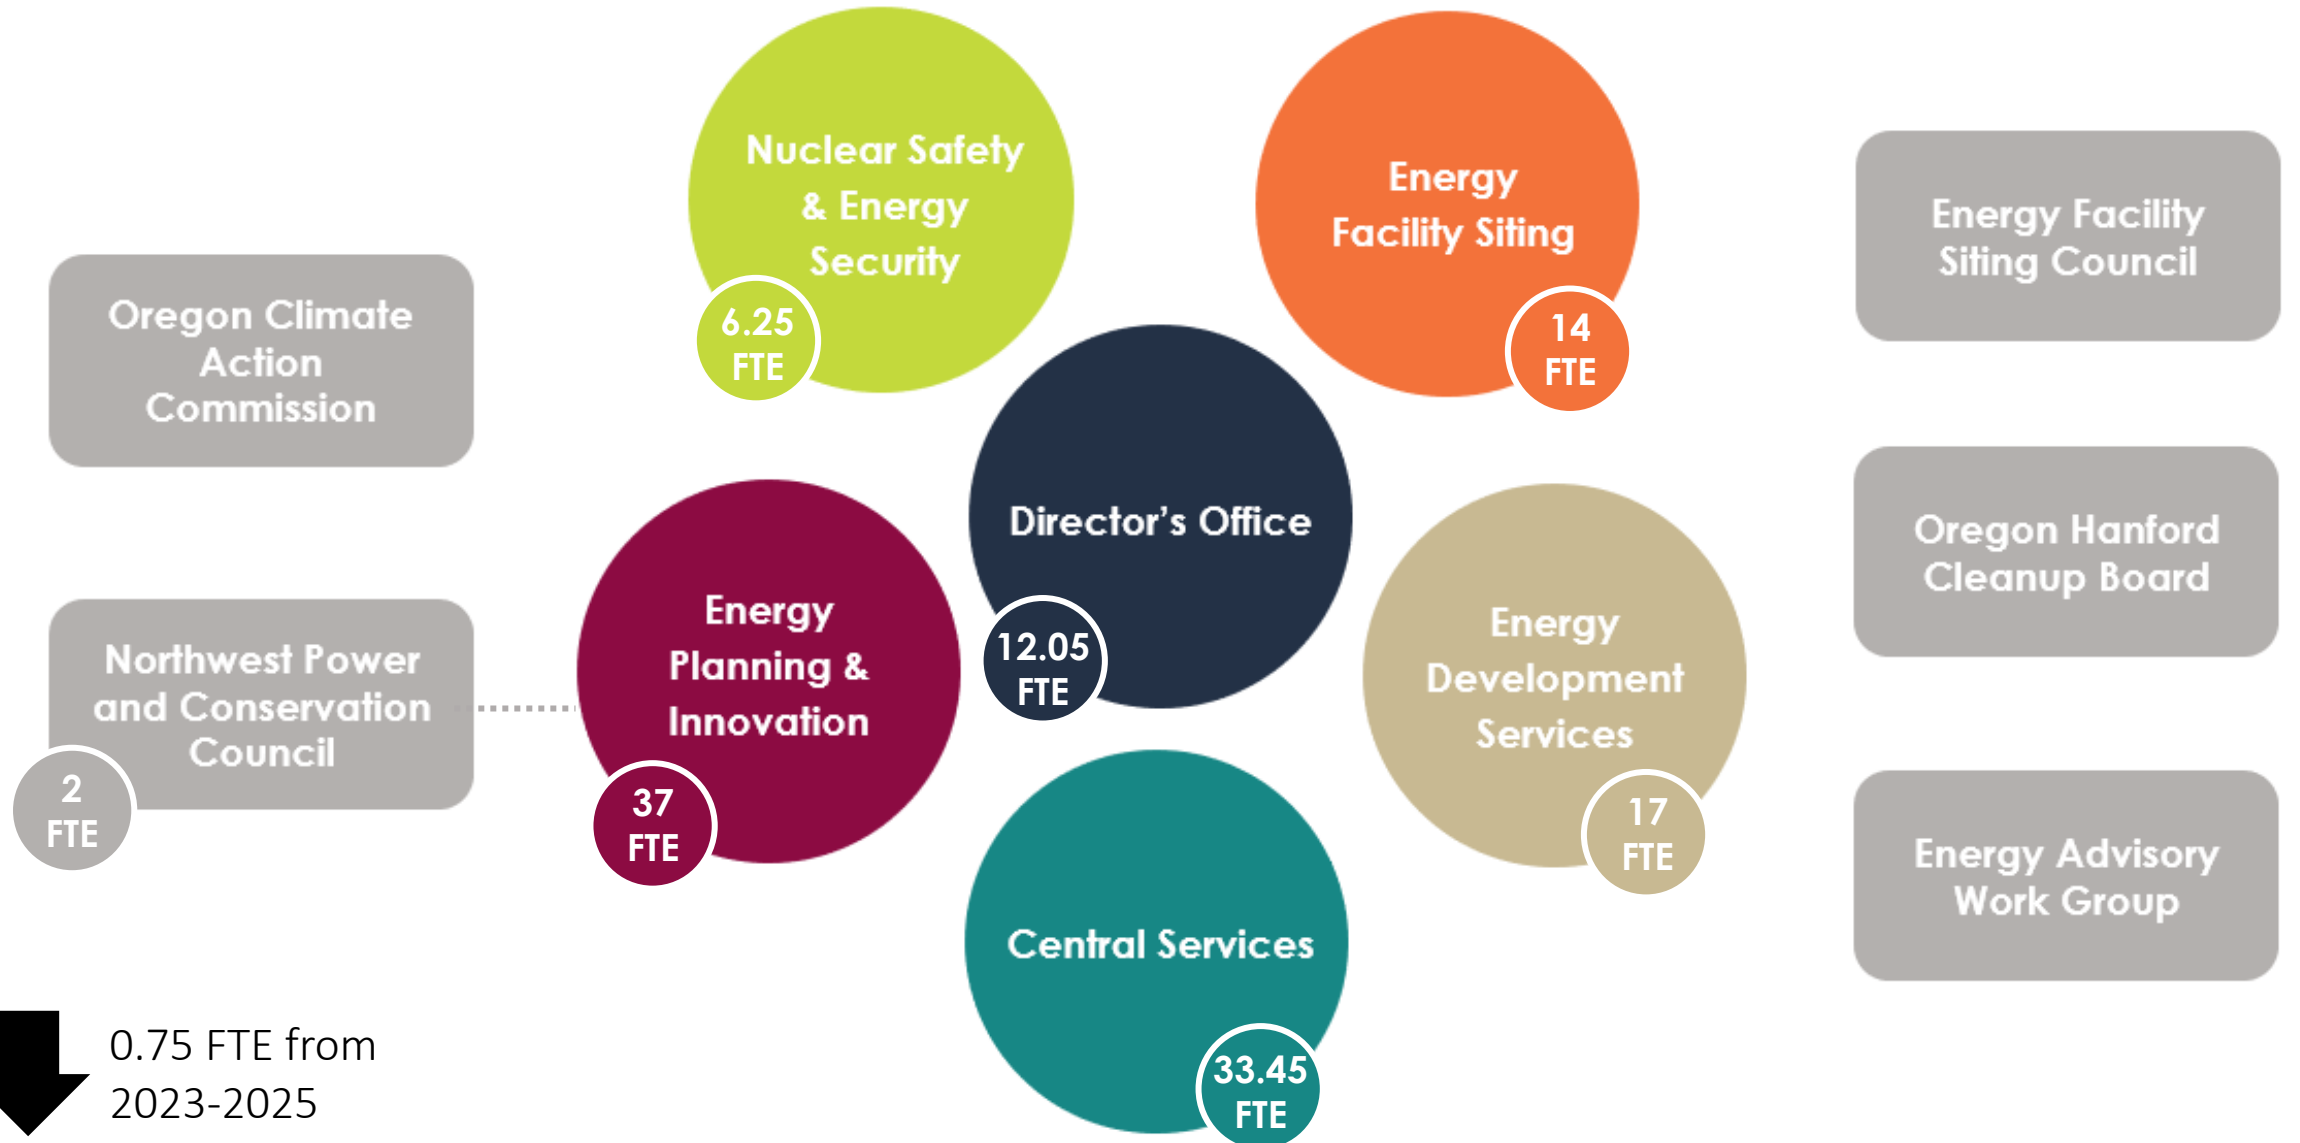 Nuclear Safety
& Energy
Security
6.25
FTE
Energy
Facility Siting
14
FTE
Energy Facility
Siting Council
Oregon Climate
Action
Commission
Director's Office
12.05
FTE
Oregon Hanford
Cleanup Board
Northwest Power
and Conservation
Council
2
FTE
Energy
Planning &
Innovation
37
FTE
Energy
Development
Services
17
FTE
Energy Advisory
Work Group
Central Services
33.45
FTE
0.75 FTE from
2023-2025